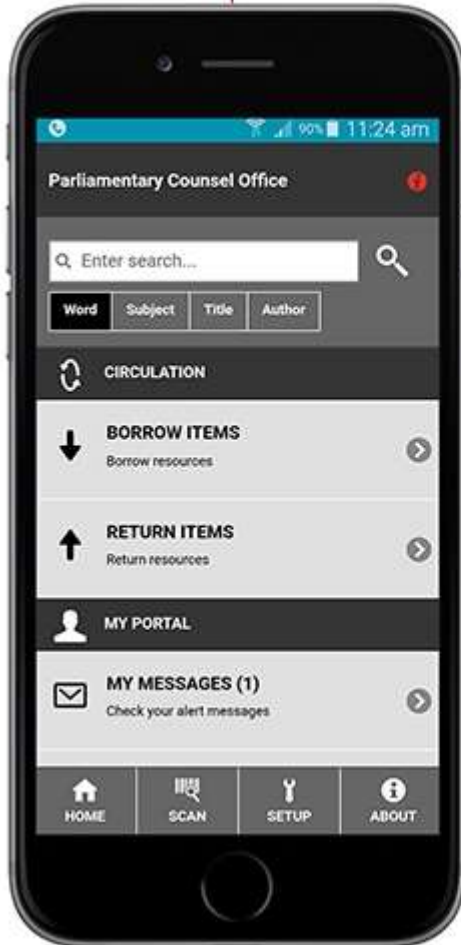 90% 11:24 am
Parliamentary Counsel Office
Enter search...
Word Subject Title Author
CIRCULATION
BORROW ITEMS
Borrow resources
RETURN ITEMS
Return resources
MY PORTAL
MY MESSAGES (1)
Check your alert messages
HOME SCAN SETUP ABOUT